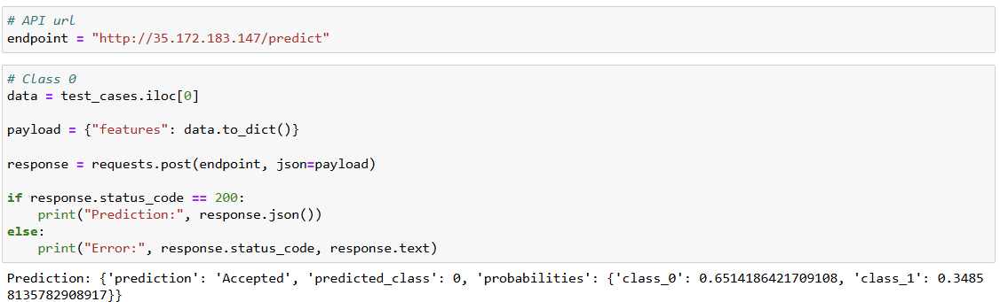 # API url
endpoint = "http://35.172.183.147/predict"
# Class 0
data = test_cases.iloc[0]
payload = {"features": data.to_dict()}
response = requests.post(endpoint, json=payload)
if response.status_code == 200:
    print("Prediction:", response.json())
else:
    print("Error:", response.status_code, response.text)
Prediction: {'prediction': 'Accepted', 'predicted_class': 0, 'probabilities': {'class_0': 0.6514186421709108, 'class_1': 0.3485
8135782908917}}